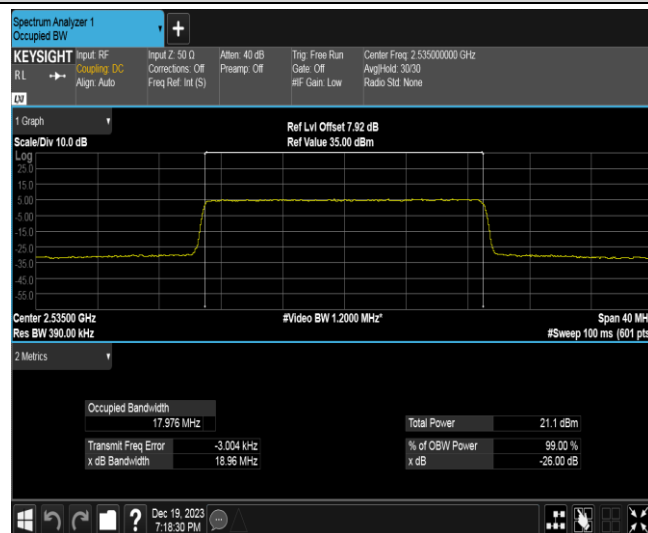 Spectrum Analyzer 1
Occupied BW
KEYSIGHT Input: RF Input Z: 50 Ω Atten: 40 dB Trig: Free Run Center Freq: 2.535000000 GHz
RL Coupling: DC Corrections: Off Preamp: Off Gate: Off Avg|Hold: 30/30
Align: Auto Freq Ref: Int (S) #IF Gain: Low Radio Std: None
LXI
1 Graph
Ref Lvl Offset 7.92 dB
Scale/Div 10.0 dB Ref Value 35.00 dBm
Log
25.0
15.0
5.00
-5.00
-15.0
-25.0
-35.0
-45.0
-55.0
Center 2.53500 GHz #Video BW 1.2000 MHz* Span 40 MH
Res BW 390.00 kHz #Sweep 100 ms (601 pts
2 Metrics
Occupied Bandwidth
17.976 MHz Total Power 21.1 dBm
Transmit Freq Error -3.004 kHz % of OBW Power 99.00 %
x dB Bandwidth 18.96 MHz x dB -26.00 dB
Dec 19, 2023
7:18:30 PM